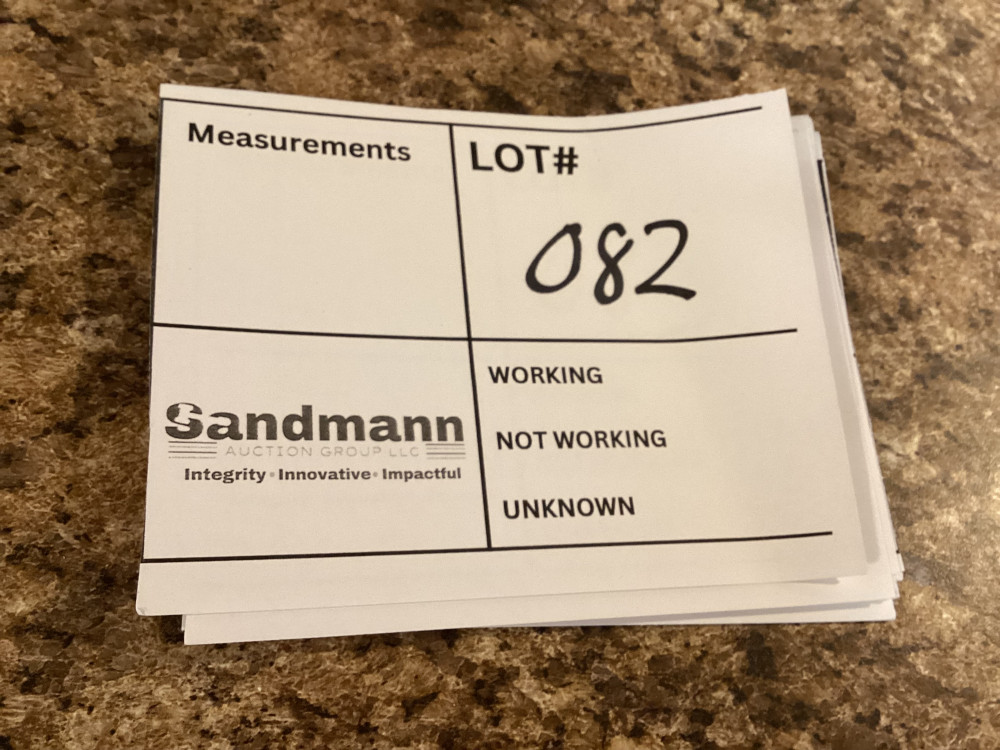 Measurements
LOT#
082
Sandmann
AUCTION GROUP LLC
Integrity • Innovative • Impactful
WORKING
NOT WORKING
UNKNOWN